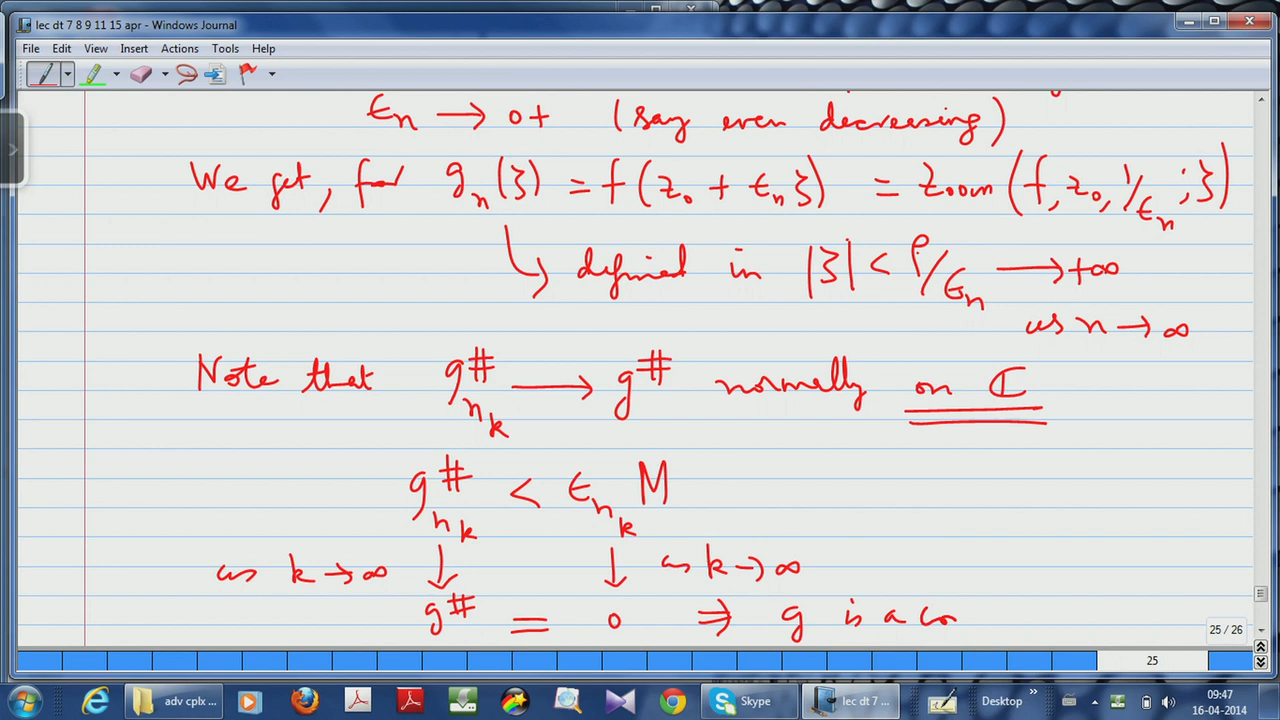 lec dt 7 8 9 11 15 apr - Windows Journal
File Edit View Insert Actions Tools Help
ϵn → 0+ (say even decreasing)
We get, for gn(ζ) = f(z0 + ϵnζ) = Zoom(f, z0, 1/ϵn; ζ)
↳ defined in |ζ| < ρ/ϵn → +∞
as n → ∞
Note that g#nk → g# normally on ℂ
g#nk < ϵnk M
as k → ∞ ↓ ↓ as k → ∞
g# = 0 ⇒ g is a con
25 / 26
25
adv cplx ...
Skype
lec dt 7 ...
Desktop
09:47
16-04-2014